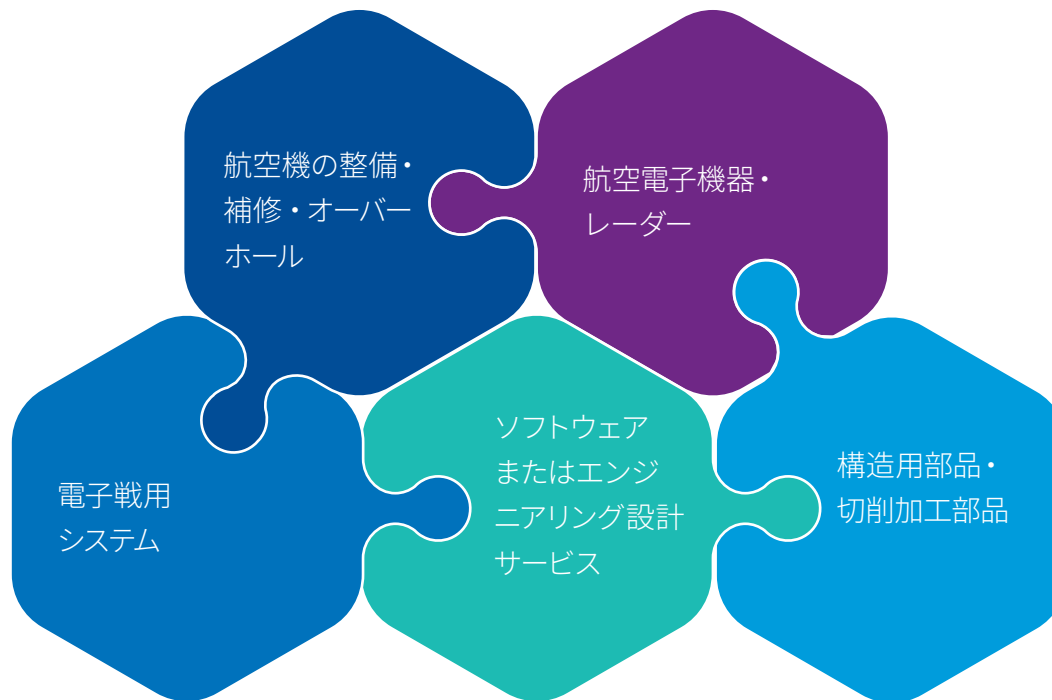 航空機の整備・
補修・オーバー
ホール
航空電子機器・
レーダー
電子戦用
システム
ソフトウェア
またはエンジ
ニアリング設計
サービス
構造用部品・
切削加工部品